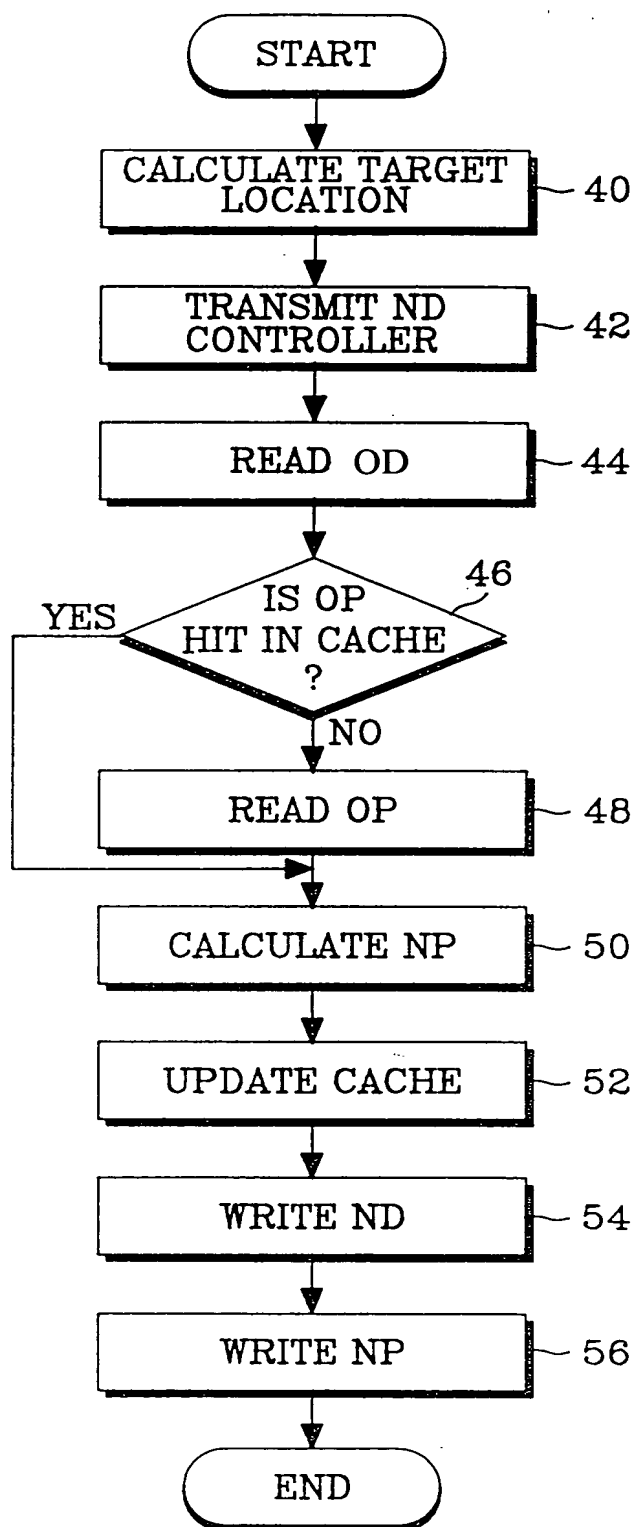 START
CALCULATE TARGET
LOCATION
40
TRANSMIT ND
CONTROLLER
42
READ OD
44
46
IS OP
HIT IN CACHE
?
YES
NO
READ OP
48
CALCULATE NP
50
UPDATE CACHE
52
WRITE ND
54
WRITE NP
56
END